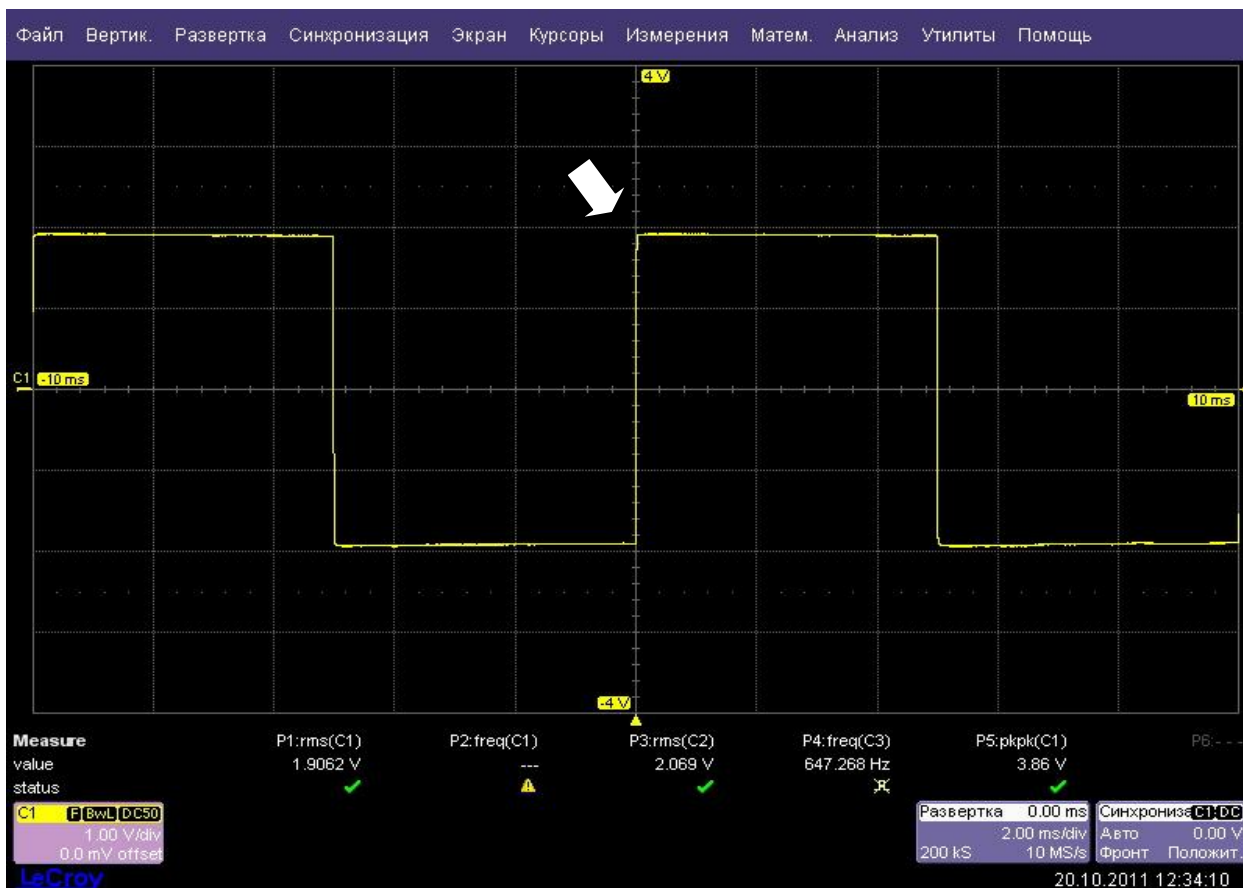 Файл Вертик. Развертка Синхронизация Экран Курсоры Измерения Матем. Анализ Утилиты Помощь
4 V
C1 -10 ms
10 ms
-4 V
Measure P1:rms(C1) P2:freq(C1) P3:rms(C2) P4:freq(C3) P5:pkpk(C1) P6:- - -
value 1.9062 V --- 2.069 V 647.268 Hz 3.86 V
status
C1 F BwL DC50
1.00 V/div
0.0 mV offset
Развертка 0.00 ms
2.00 ms/div
200 kS 10 MS/s
Синхрониза C1 DC
Авто 0.00 V
Фронт Положит.
LeCroy
20.10.2011 12:34:10